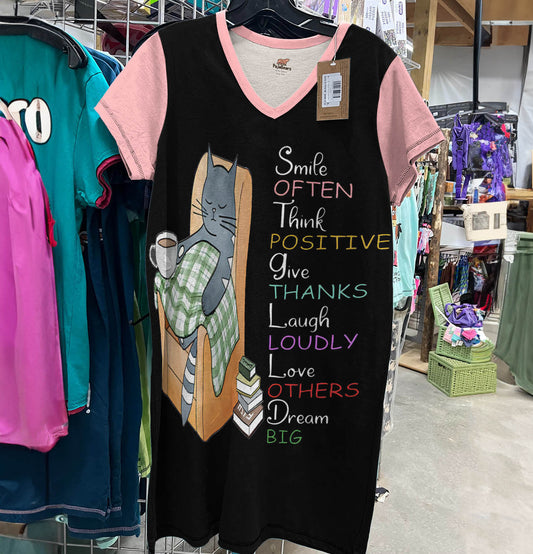 Smile
OFTEN
Think
POSITIVE
Give
THANKS
Laugh
LOUDLY
Love
OTHERS
Dream
BIG